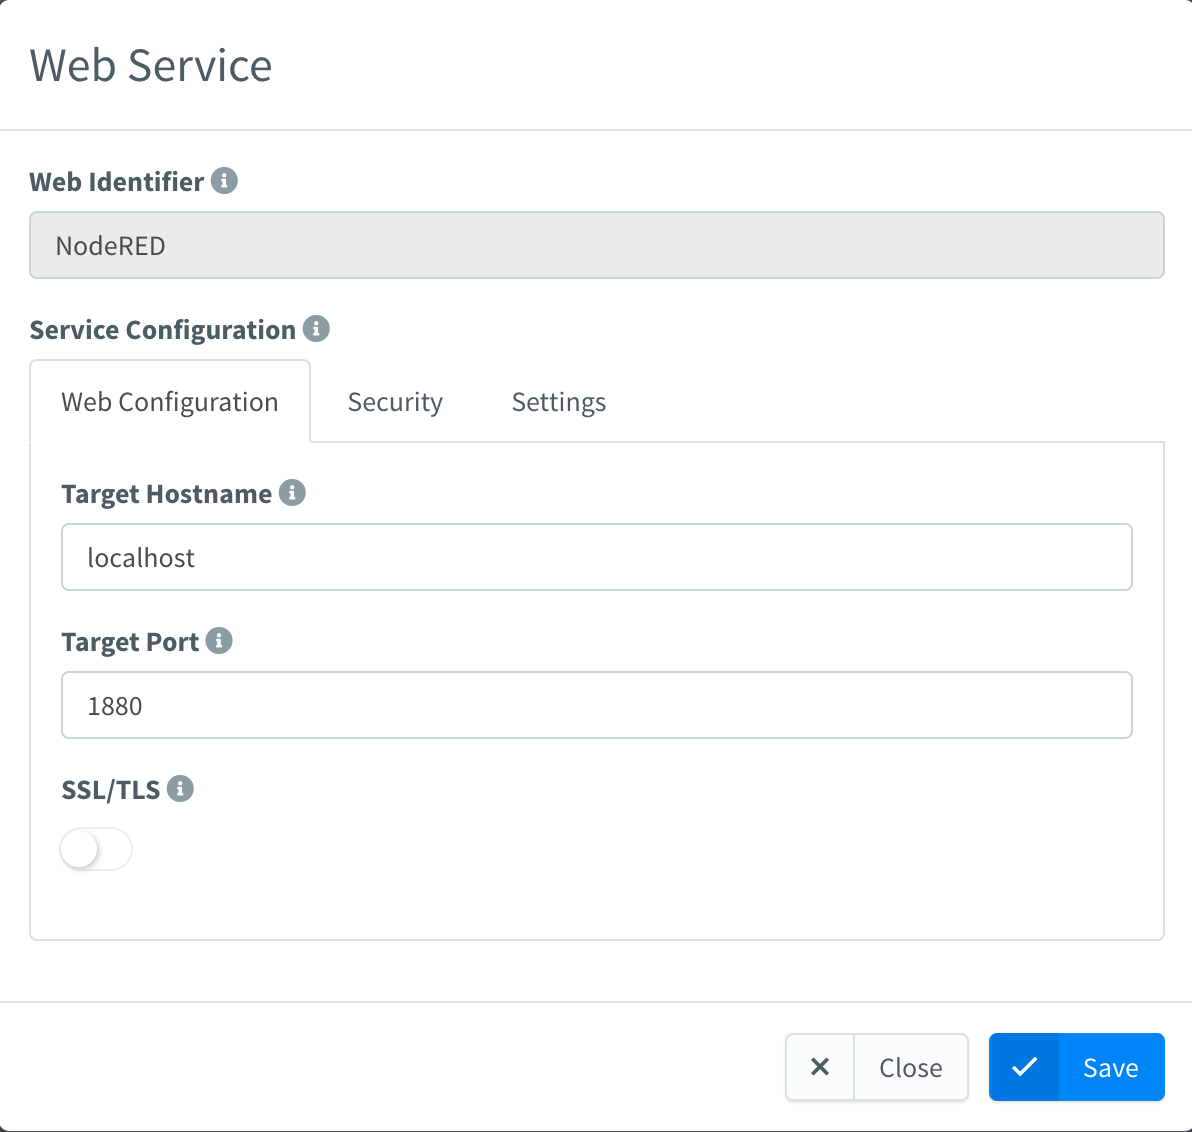 Web Service
Web Identifier
NodeRED
Service Configuration
Web Configuration Security Settings
Target Hostname
localhost
Target Port
1880
SSL/TLS
Close Save